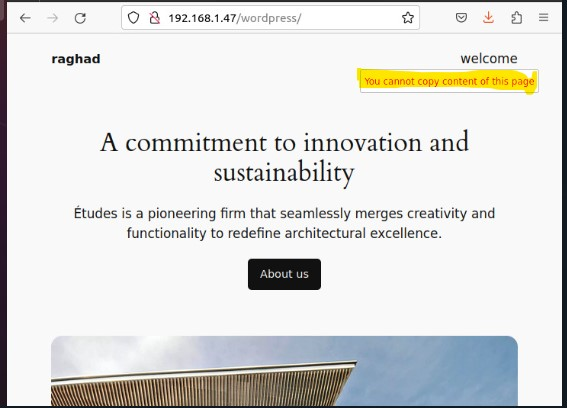 192.168.1.47/wordpress/
raghad
welcome
You cannot copy content of this page
A commitment to innovation and
sustainability
Études is a pioneering firm that seamlessly merges creativity and
functionality to redefine architectural excellence.
About us